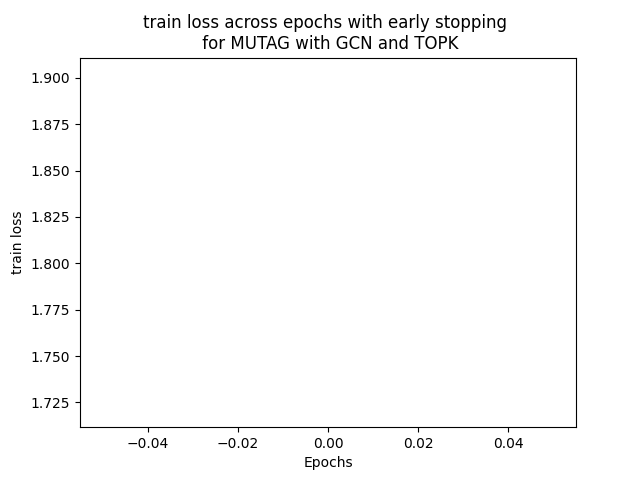 train loss across epochs with early stopping
for MUTAG with GCN and TOPK
1.900
1.875
1.850
1.825
1.800
1.775
1.750
1.725
train loss
−0.04 −0.02 0.00 0.02 0.04
Epochs